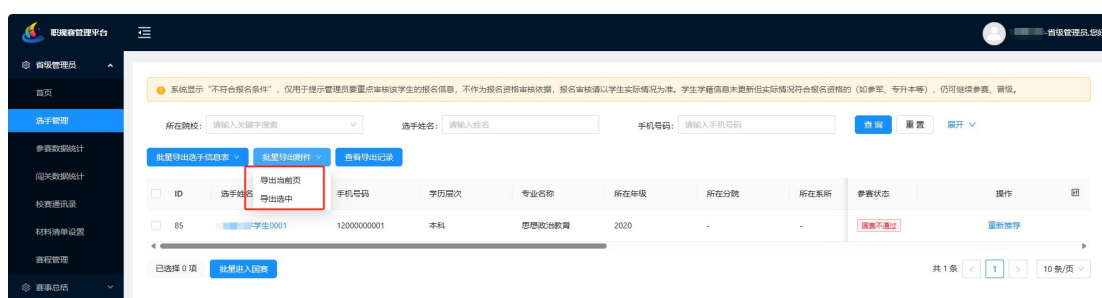 职规赛管理平台
省级管理员,您好
省级管理员
首页
选手管理
参赛数据统计
闯关数据统计
校赛通讯录
材料清单设置
赛程管理
赛事总结
系统显示“不符合报名条件”，仅用于提示管理员要重点审核该学生的报名信息，不作为报名资格审核依据，报名审核请以学生实际情况为准。学生学籍信息未更新但实际情况符合报名资格的（如参军、专升本等），仍可继续参赛、晋级。
所在院校: 请输入关键字搜索 选手姓名: 请输入姓名 手机号码: 请输入手机号码 查询 重置 展开
批量导出选手信息表 批量导出附件 查看导出记录
导出当前页
导出选中
ID 选手姓名 手机号码 学历层次 专业名称 所在年级 所在分院 所在系所 参赛状态 操作
85 学生0001 12000000001 本科 思想政治教育 2020 - - 国赛不通过 重新推荐
已选择 0 项 批量进入国赛 共 1 条 < 1 > 10 条/页